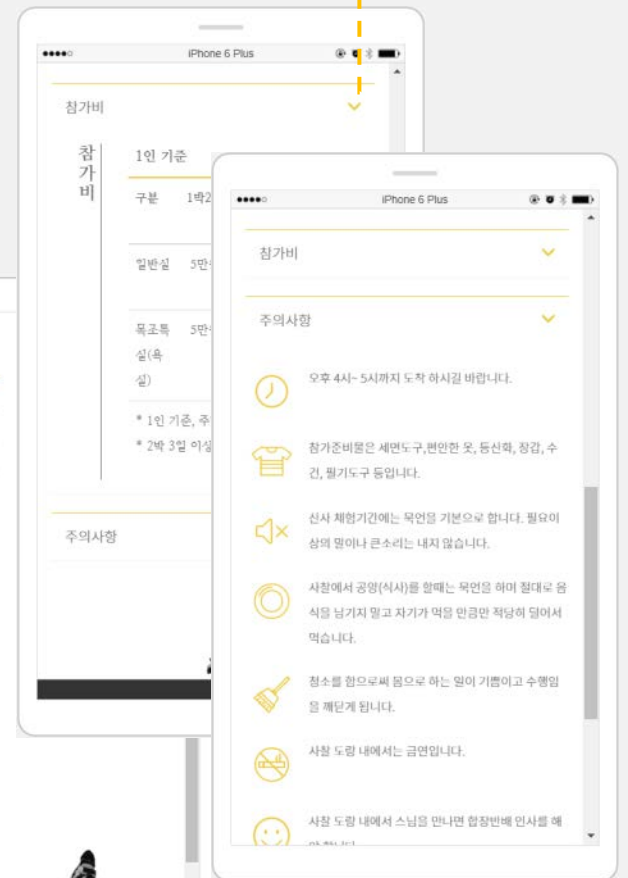 iPhone 6 Plus
참가비
참가비
1인 기준
구분 1박2
일반실 5만
목조특 5만
실(욕
실)
* 1인 기준, 주
* 2박 3일 이상
주의사항
iPhone 6 Plus
참가비
주의사항
오후 4시~ 5시까지 도착 하시길 바랍니다.
참가준비물은 세면도구,편안한 옷, 등산화, 장갑, 수
건, 필기도구 등입니다.
산사 체험기간에는 묵언을 기본으로 합니다. 필요이
상의 말이나 큰소리는 내지 않습니다.
사찰에서 공양(식사)를 할때는 묵언을 하며 절대로 음
식을 남기지 말고 자기가 먹을 만큼만 적당히 덜어서
먹습니다.
청소를 함으로써 몸으로 하는 일이 기쁨이고 수행임
을 깨닫게 됩니다.
사찰 도량 내에서는 금연입니다.
사찰 도량 내에서 스님을 만나면 합장반배 인사를 해